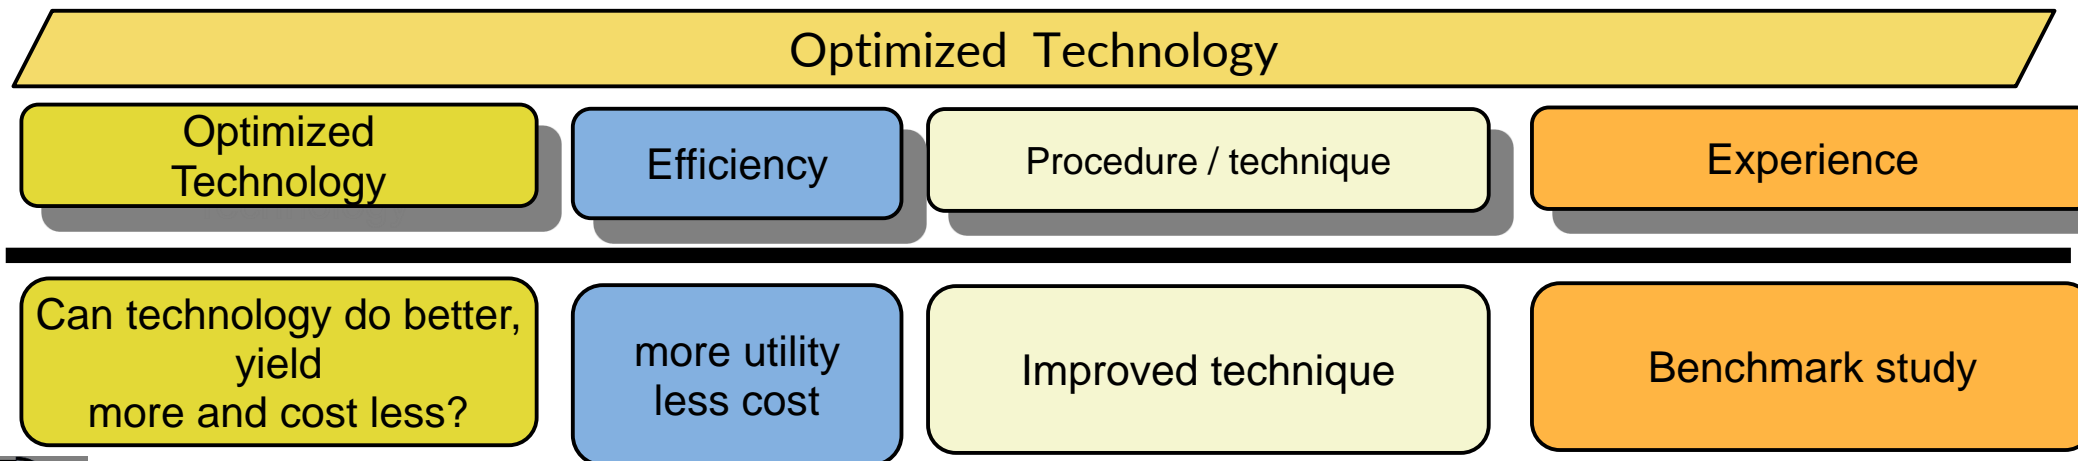 Optimized Technology
Optimized
Technology
Efficiency
Procedure / technique
Experience
Can technology do better,
yield
more and cost less?
more utility
less cost
Improved technique
Benchmark study